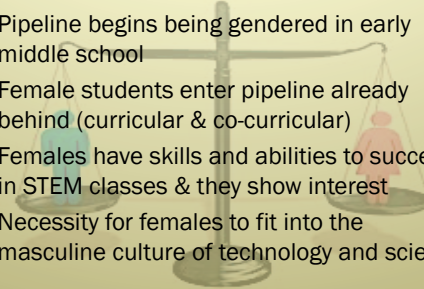 Pipeline begins being gendered in early
middle school
Female students enter pipeline already
behind (curricular & co-curricular)
Females have skills and abilities to succe
in STEM classes & they show interest
Necessity for females to fit into the
masculine culture of technology and scie